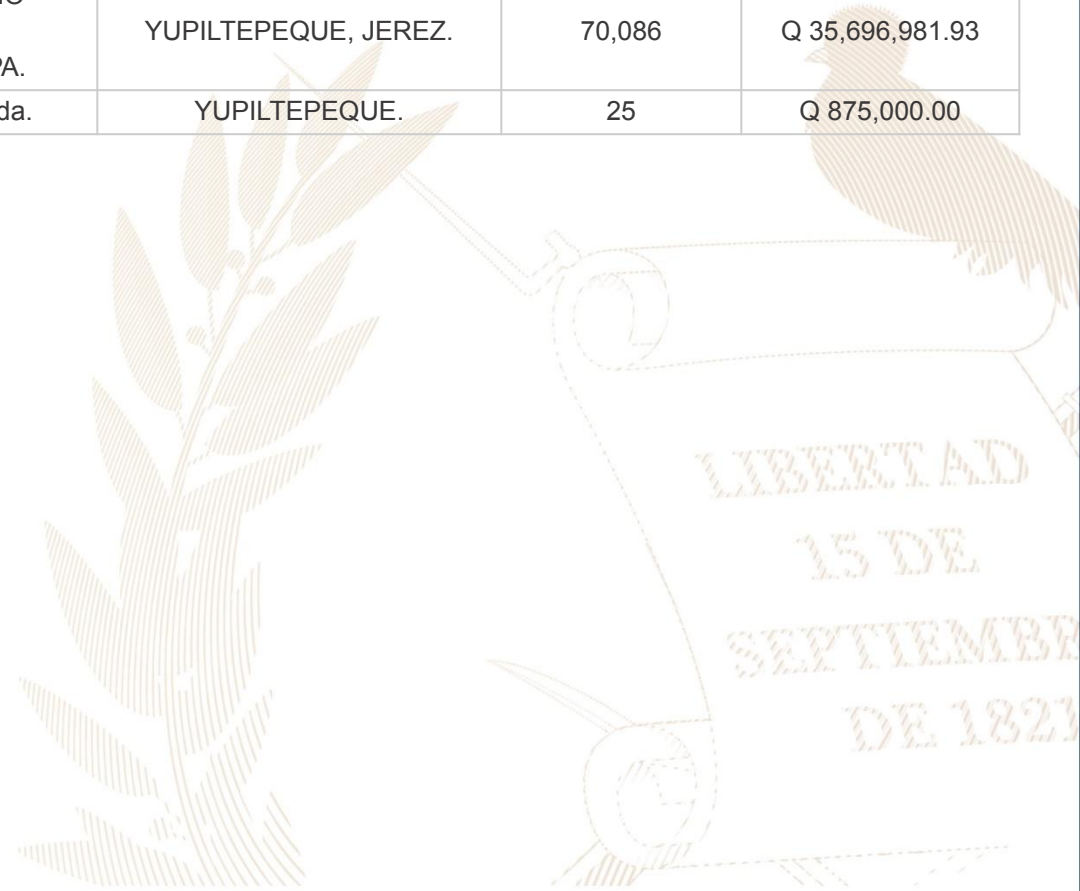 YUPILTEPEQUE, JEREZ. 70,086 Q 35,696,981.93
PA.
da. YUPILTEPEQUE. 25 Q 875,000.00
LIBERTAD
15 DE
SEPTIEMBRE
DE 1821